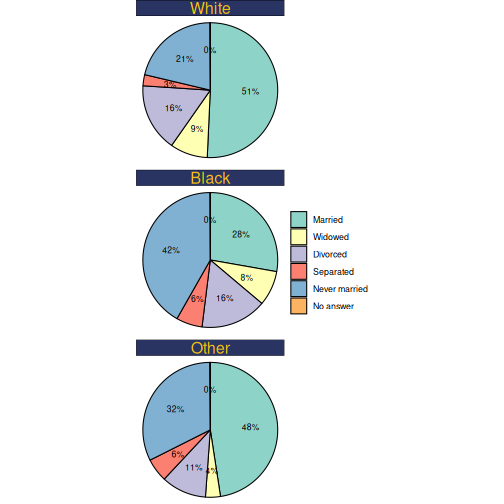 White
0%
21%
3%
51%
16%
9%
Black
0%
28%
42%
8%
6%
16%
Married
Widowed
Divorced
Separated
Never married
No answer
Other
0%
32%
48%
6%
11%
4%